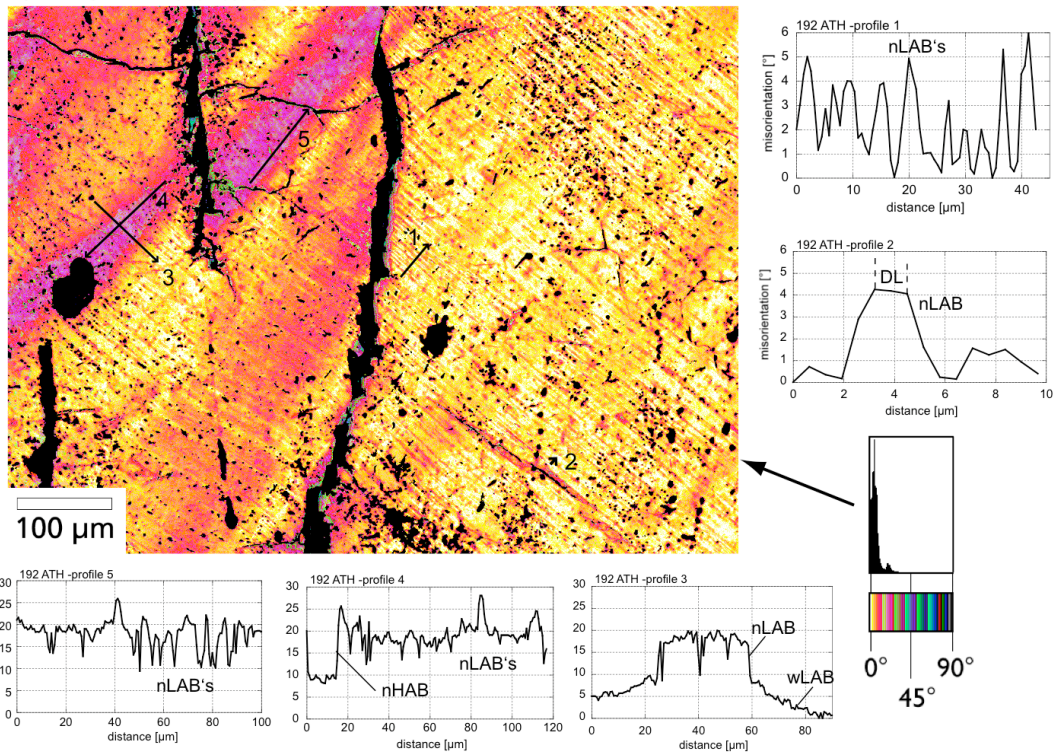 192 ATH -profile 1
misorientation [°]
6
5
4
3
2
1
0
nLAB's
0 10 20 30 40
distance [µm]
5
4
3
1
2
100 µm
192 ATH -profile 2
misorientation [°]
6
5
4
3
2
1
0
DL
nLAB
0 2 4 6 8 10
distance [µm]
0° 90°
45°
192 ATH -profile 5
30
25
20
15
10
5
0
nLAB's
0 20 40 60 80 100
distance [µm]
192 ATH -profile 4
30
25
20
15
10
5
0
nHAB
nLAB's
0 20 40 60 80 100 120
distance [µm]
192 ATH -profile 3
30
25
20
15
10
5
0
nLAB
wLAB
0 20 40 60 80
distance [µm]